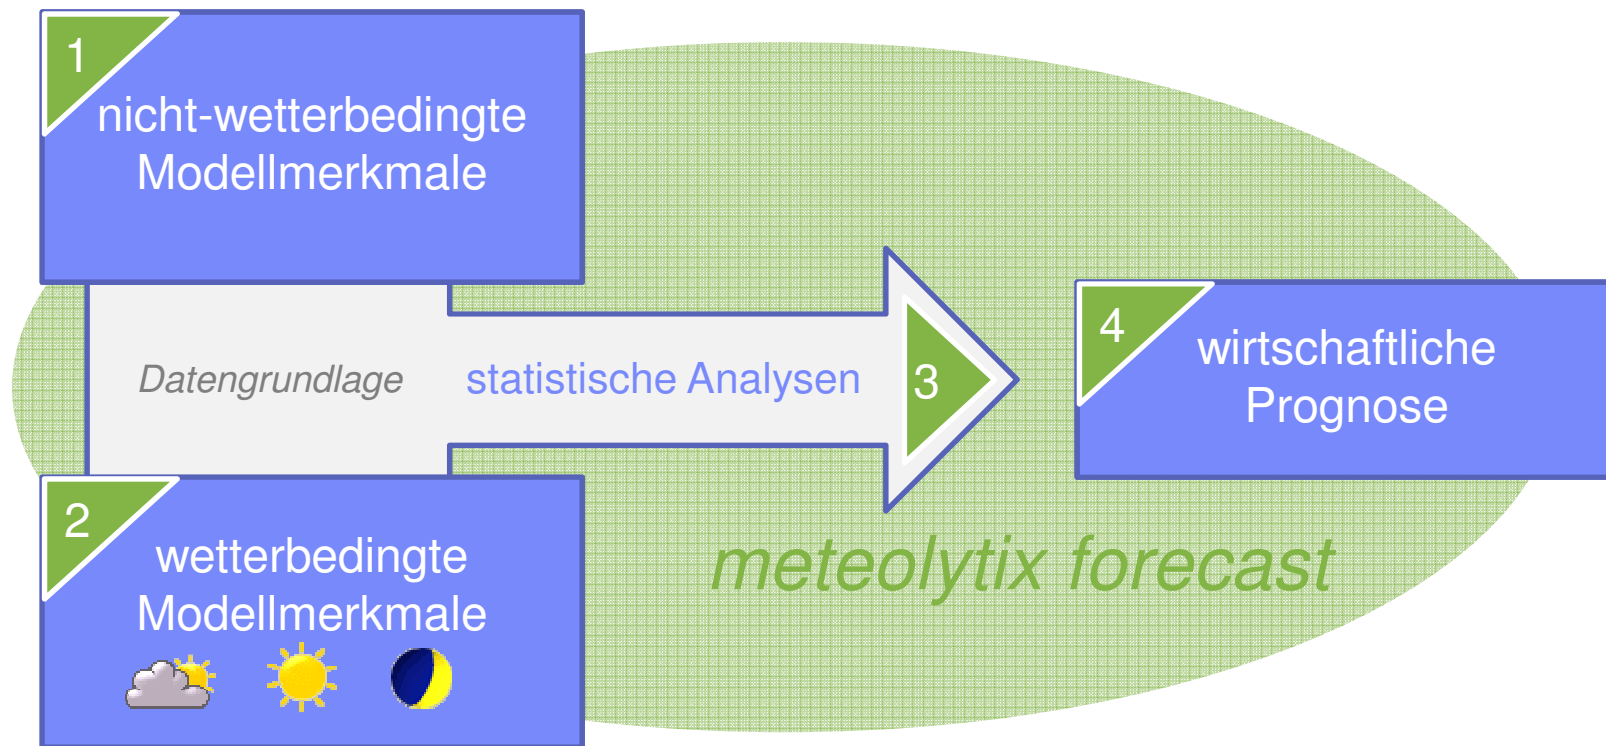 1
nicht-wetterbedingte
Modellmerkmale
Datengrundlage
statistische Analysen
3
4
wirtschaftliche
Prognose
2
wetterbedingte
Modellmerkmale
meteolytix forecast